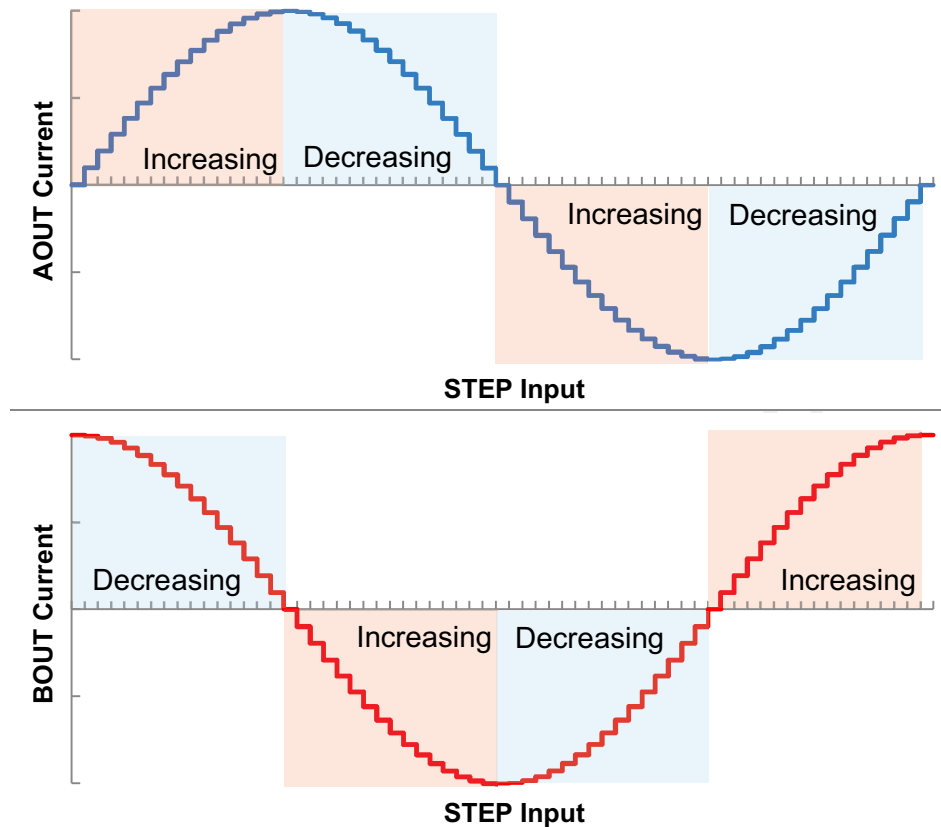 AOUT Current
Increasing
Decreasing
Increasing
Decreasing
STEP Input
BOUT Current
Decreasing
Increasing
Decreasing
Increasing
STEP Input